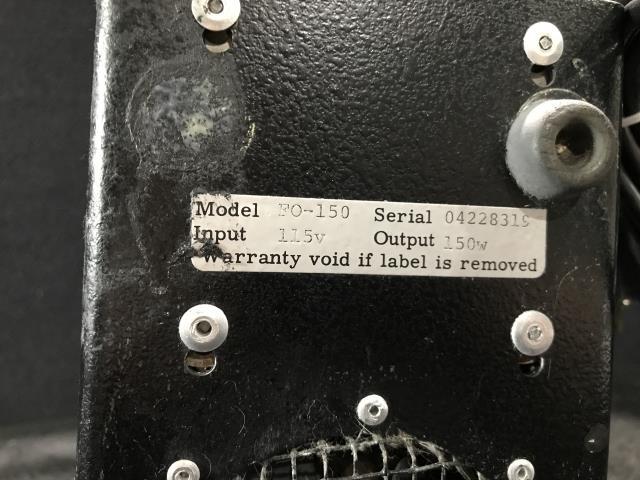 Model FO-150 Serial 04228319
Input 115v Output 150w
Warranty void if label is removed